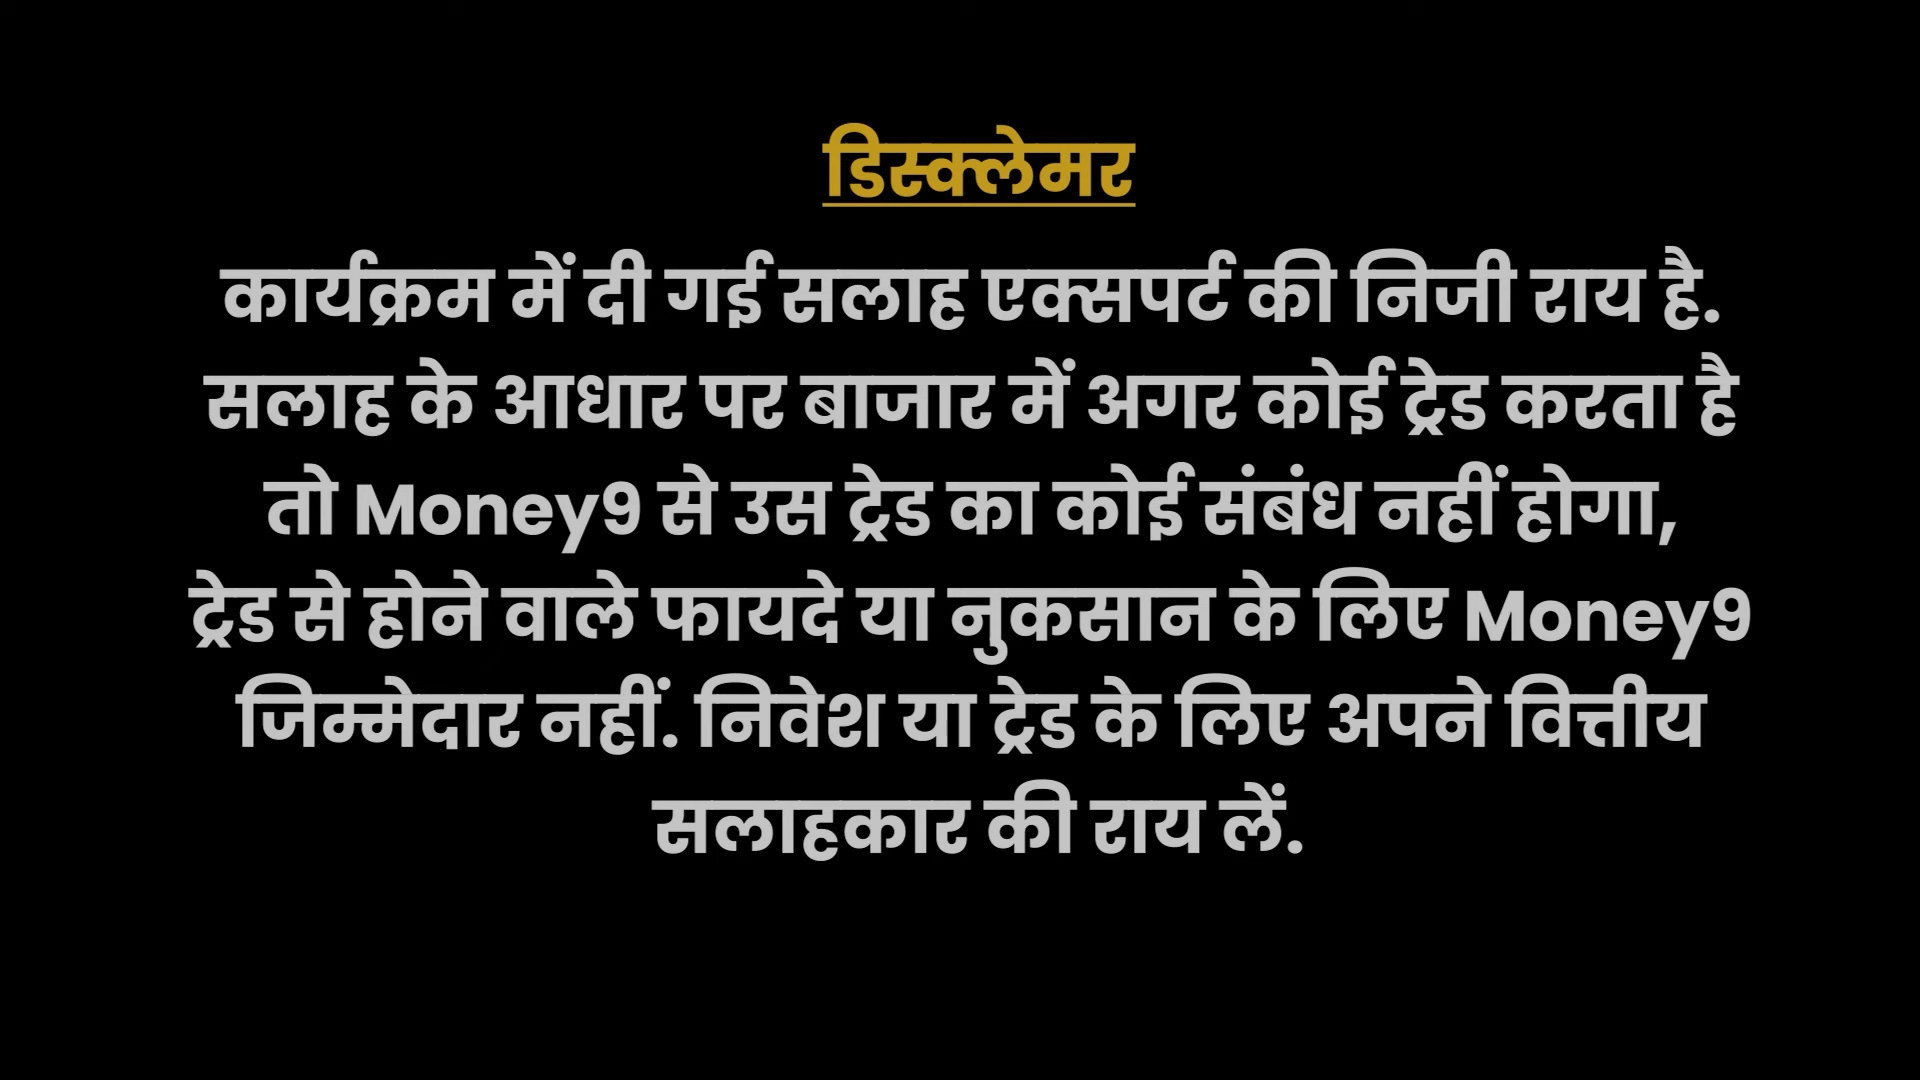 डिस्क्लेमर
कार्यक्रम में दी गई सलाह एक्सपर्ट की निजी राय है.
सलाह के आधार पर बाजार में अगर कोई ट्रेड करता है
तो Money9 से उस ट्रेड का कोई संबंध नहीं होगा,
ट्रेड से होने वाले फायदे या नुकसान के लिए Money9
जिम्मेदार नहीं. निवेश या ट्रेड के लिए अपने वित्तीय
सलाहकार की राय लें.